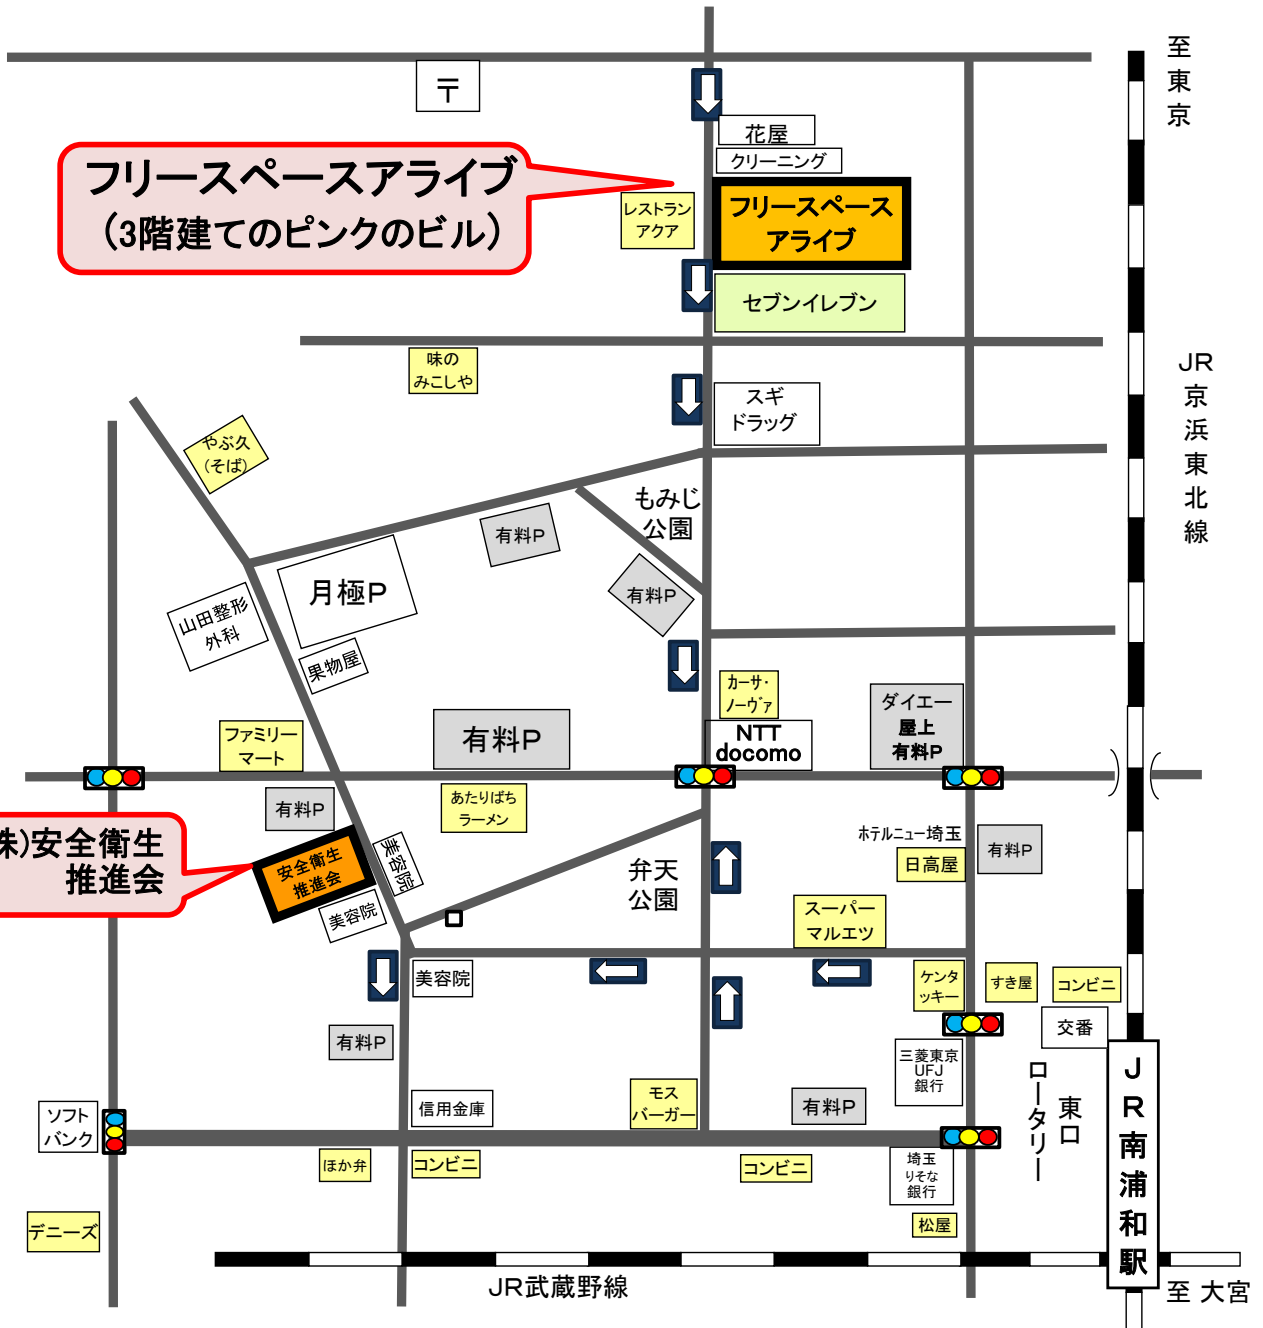 至東京
〒
花屋
クリーニング
フリースペースアライブ
(3階建てのピンクのビル)
レストラン
アクア
フリースペース
アライブ
セブンイレブン
味の
みこしや
スギ
ドラッグ
JR京浜東北線
やぶ久
(そば)
もみじ
公園
有料P
有料P
月極P
山田整形
外科
果物屋
カーサ・
ノーヴァ
ダイエー
屋上
有料P
ファミリー
マート
有料P
NTT
docomo
有料P
あたりばち
ラーメン
株)安全衛生
推進会
安全衛生
推進会
美容院
美容院
弁天
公園
ホテルニュー埼玉
日高屋
有料P
スーパー
マルエツ
美容院
ケンタ
ッキー
すき屋
コンビニ
交番
有料P
三菱東京
UFJ
銀行
東口
ロータリー
JR南浦和駅
ソフト
バンク
信用金庫
モス
バーガー
有料P
ほか弁
コンビニ
コンビニ
埼玉
りそな
銀行
デニーズ
松屋
JR武蔵野線
至 大宮